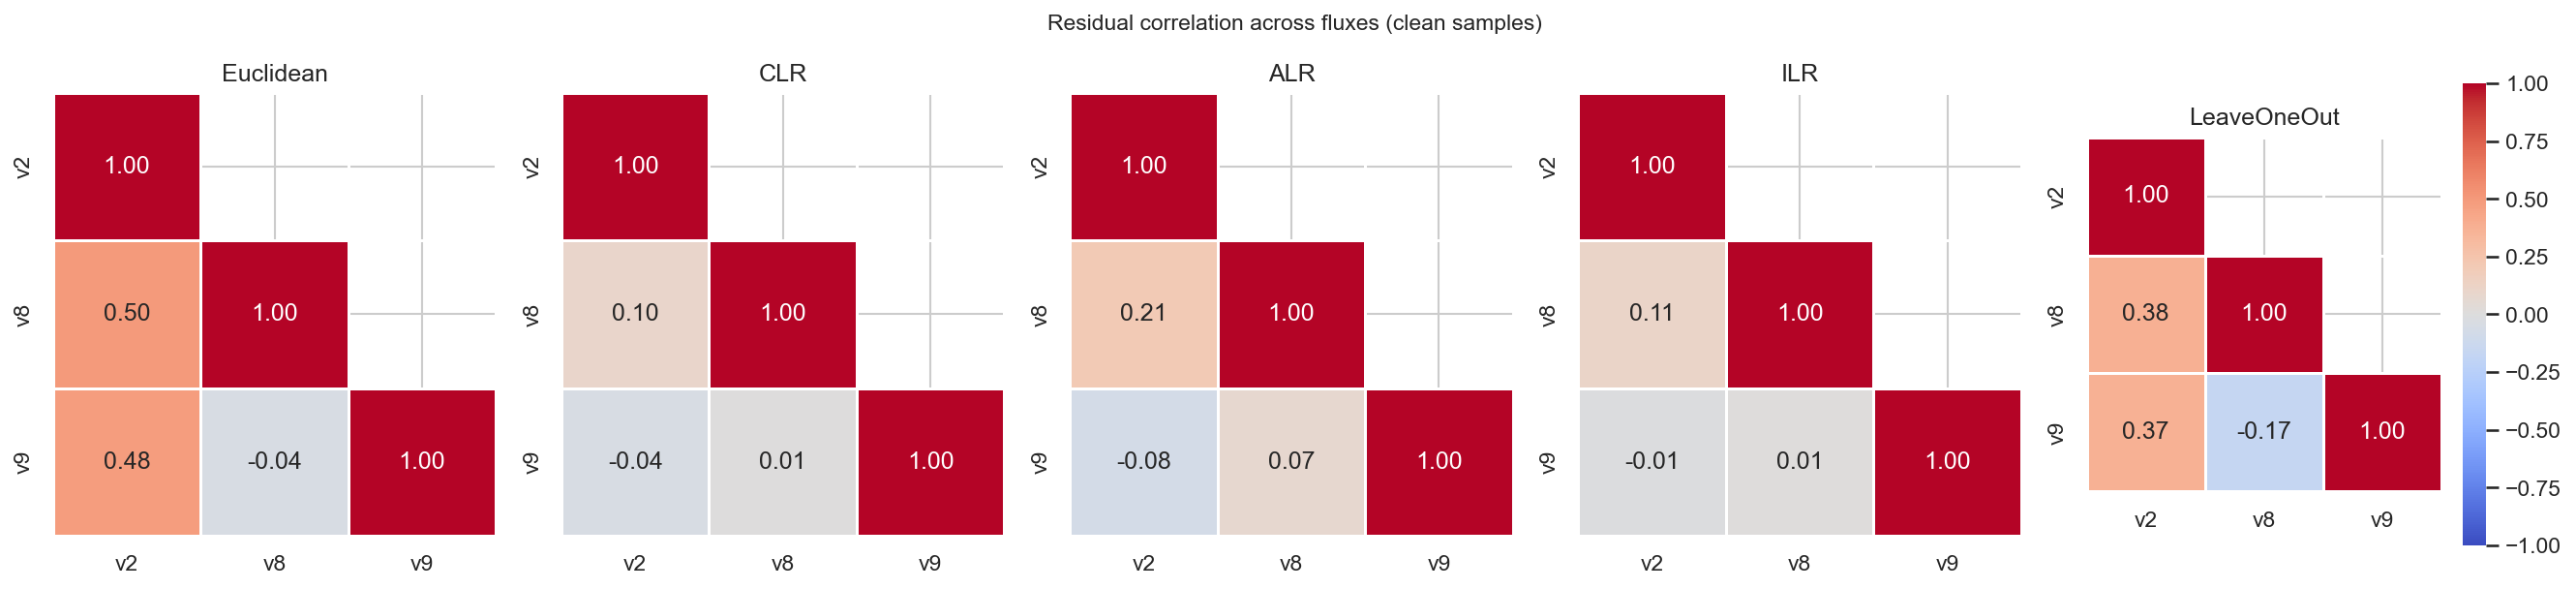 Residual correlation across fluxes (clean samples)
Euclidean
v2
1.00
v8
0.50 1.00
v9
0.48 -0.04 1.00
v2 v8 v9
CLR
v2
1.00
v8
0.10 1.00
v9
-0.04 0.01 1.00
v2 v8 v9
ALR
v2
1.00
v8
0.21 1.00
v9
-0.08 0.07 1.00
v2 v8 v9
ILR
v2
1.00
v8
0.11 1.00
v9
-0.01 0.01 1.00
v2 v8 v9
LeaveOneOut
v2
1.00
v8
0.38 1.00
v9
0.37 -0.17 1.00
v2 v8 v9
1.00
0.75
0.50
0.25
0.00
−0.25
−0.50
−0.75
−1.00